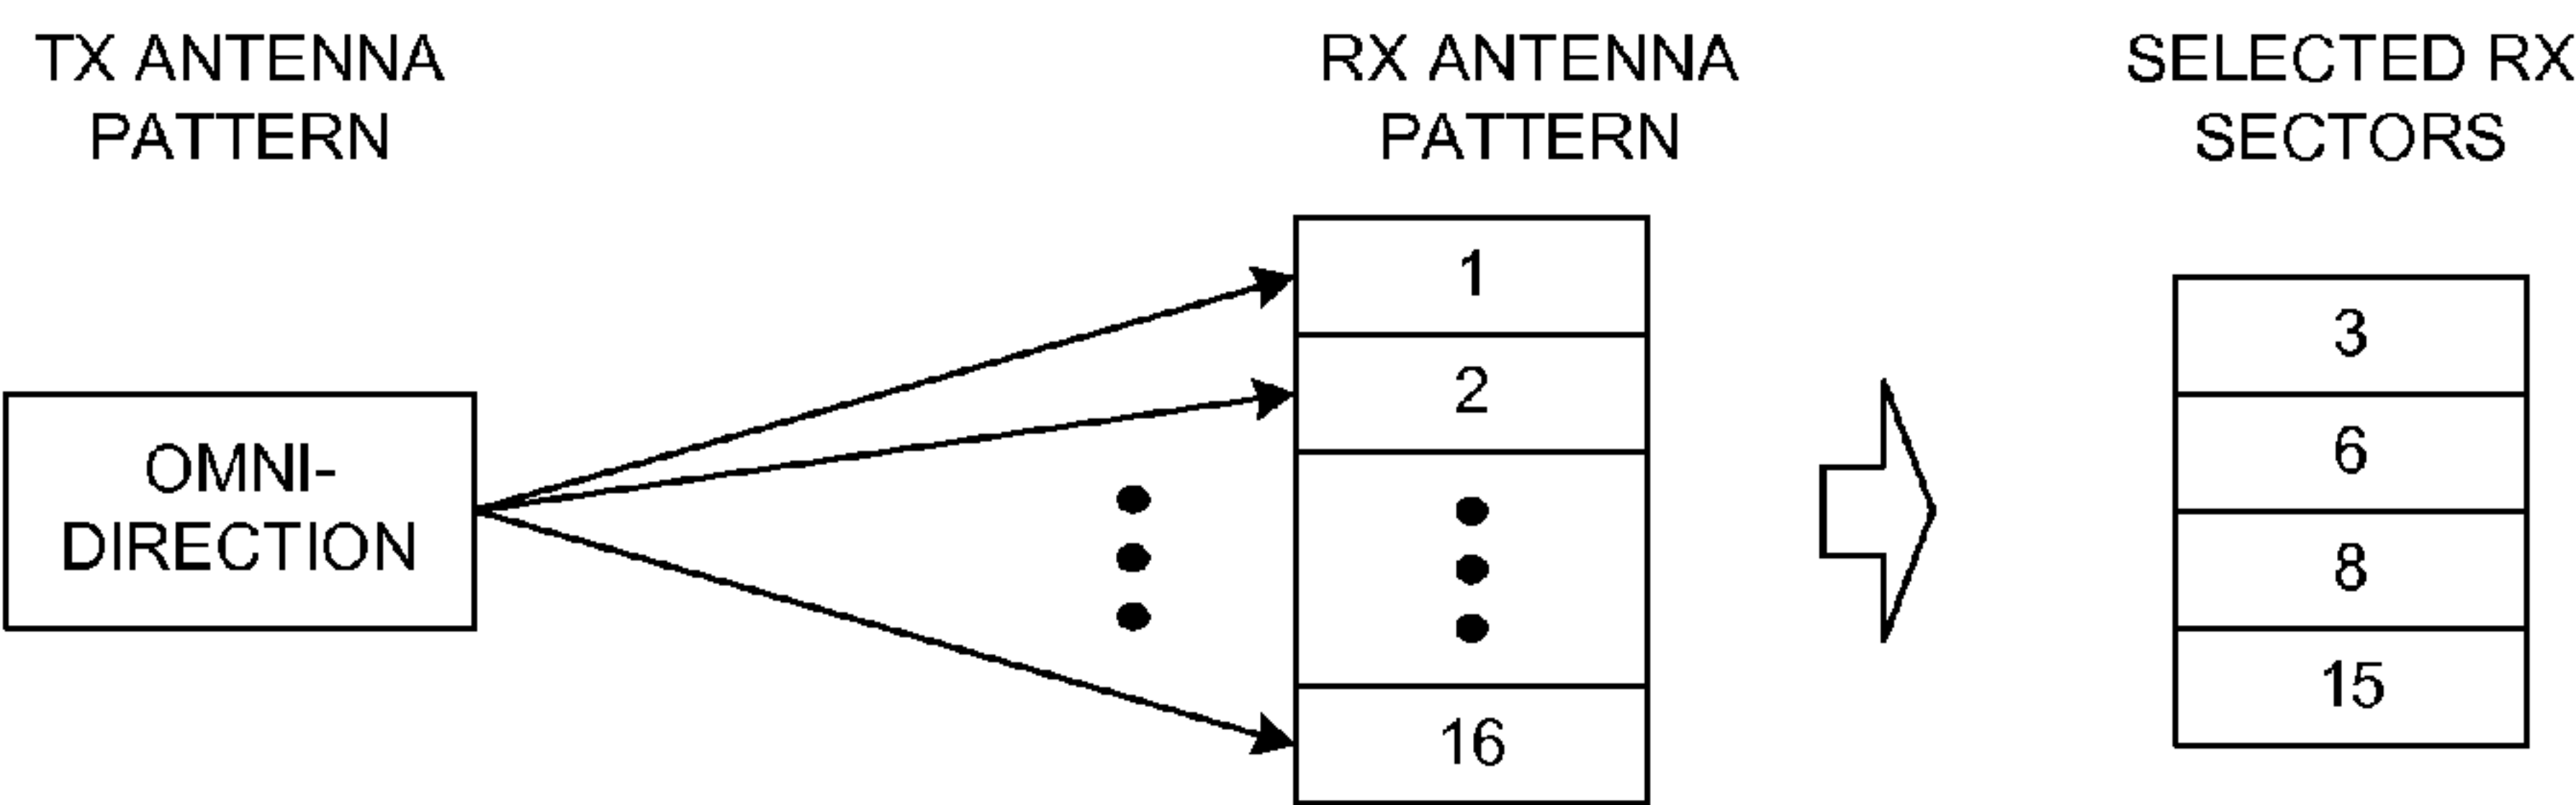 TX ANTENNA
PATTERN
RX ANTENNA
PATTERN
SELECTED RX
SECTORS
OMNI-
DIRECTION
1
2
16
3
6
8
15